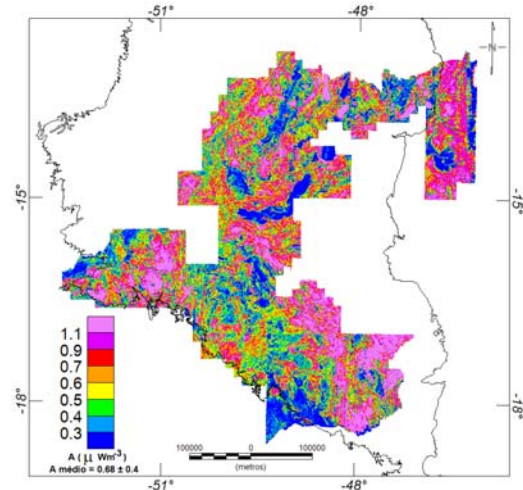 -51° -48°
N
-15° -15°
1.1
0.9
0.7
0.6
0.5
0.4
0.3
-18° -18°
A ( µ Wm⁻³)
A médio = 0.68 ± 0.4
100000 0 100000
(metros)
-51° -48°